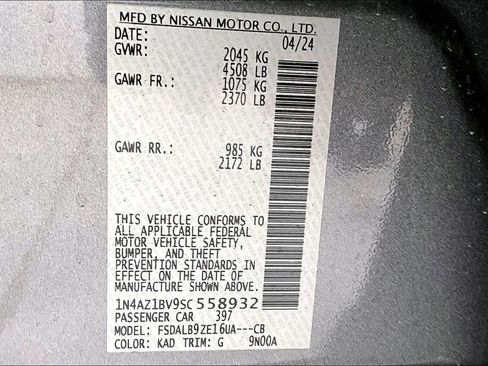 MFD BY NISSAN MOTOR CO., LTD.
DATE: 04/24
GVWR: 2045 KG
4508 LB
GAWR FR.: 1075 KG
2370 LB
GAWR RR.: 985 KG
2172 LB
THIS VEHICLE CONFORMS TO
ALL APPLICABLE FEDERAL
MOTOR VEHICLE SAFETY,
BUMPER, AND THEFT
PREVENTION STANDARDS IN
EFFECT ON THE DATE OF
MANUFACTURE SHOWN ABOVE.
1N4AZ1BV9SC558932
PASSENGER CAR 397
MODEL: FSDALB9ZE16UA---CB
COLOR: KAD TRIM: G 9N00A